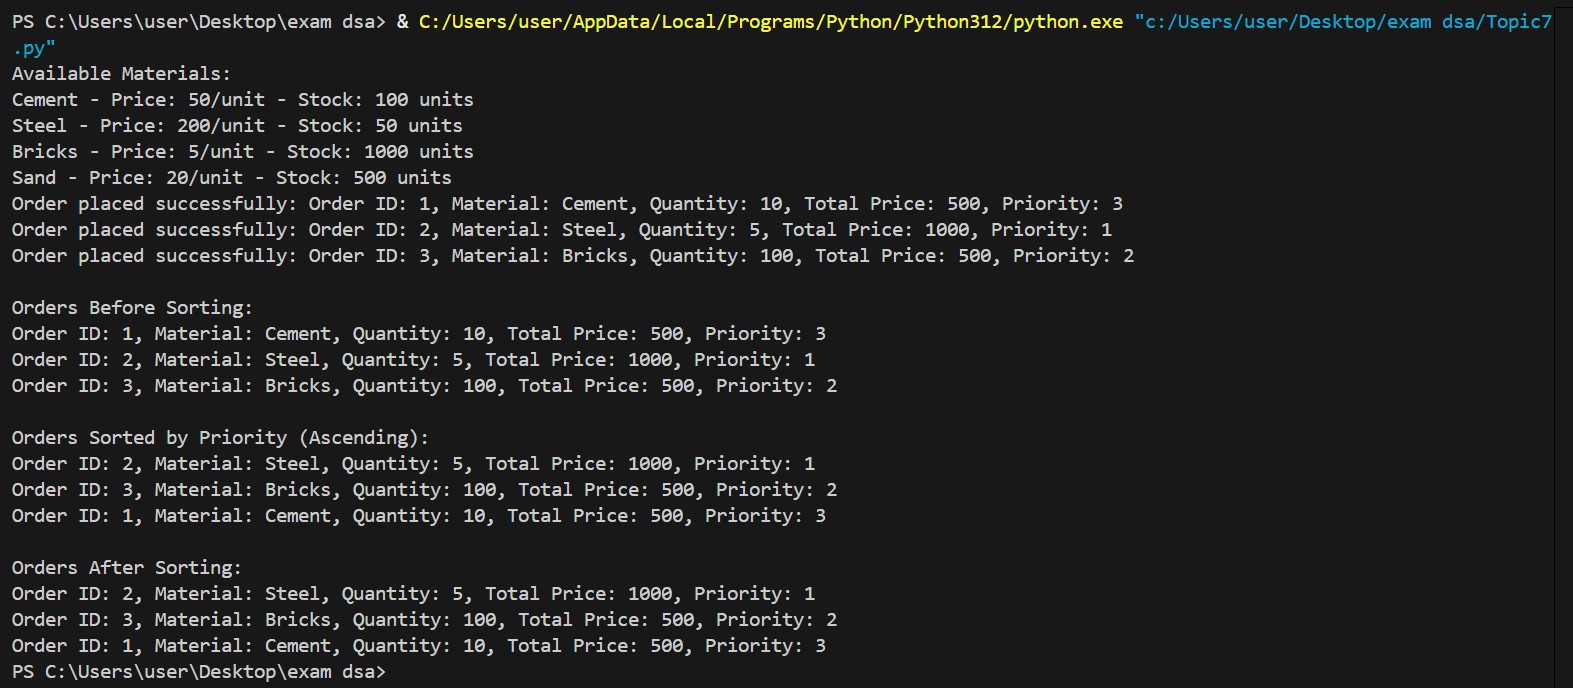 PS C:\Users\user\Desktop\exam dsa> & C:/Users/user/AppData/Local/Programs/Python/Python312/python.exe "c:/Users/user/Desktop/exam dsa/Topic7
.py"
Available Materials:
Cement - Price: 50/unit - Stock: 100 units
Steel - Price: 200/unit - Stock: 50 units
Bricks - Price: 5/unit - Stock: 1000 units
Sand - Price: 20/unit - Stock: 500 units
Order placed successfully: Order ID: 1, Material: Cement, Quantity: 10, Total Price: 500, Priority: 3
Order placed successfully: Order ID: 2, Material: Steel, Quantity: 5, Total Price: 1000, Priority: 1
Order placed successfully: Order ID: 3, Material: Bricks, Quantity: 100, Total Price: 500, Priority: 2

Orders Before Sorting:
Order ID: 1, Material: Cement, Quantity: 10, Total Price: 500, Priority: 3
Order ID: 2, Material: Steel, Quantity: 5, Total Price: 1000, Priority: 1
Order ID: 3, Material: Bricks, Quantity: 100, Total Price: 500, Priority: 2

Orders Sorted by Priority (Ascending):
Order ID: 2, Material: Steel, Quantity: 5, Total Price: 1000, Priority: 1
Order ID: 3, Material: Bricks, Quantity: 100, Total Price: 500, Priority: 2
Order ID: 1, Material: Cement, Quantity: 10, Total Price: 500, Priority: 3

Orders After Sorting:
Order ID: 2, Material: Steel, Quantity: 5, Total Price: 1000, Priority: 1
Order ID: 3, Material: Bricks, Quantity: 100, Total Price: 500, Priority: 2
Order ID: 1, Material: Cement, Quantity: 10, Total Price: 500, Priority: 3
PS C:\Users\user\Desktop\exam dsa>